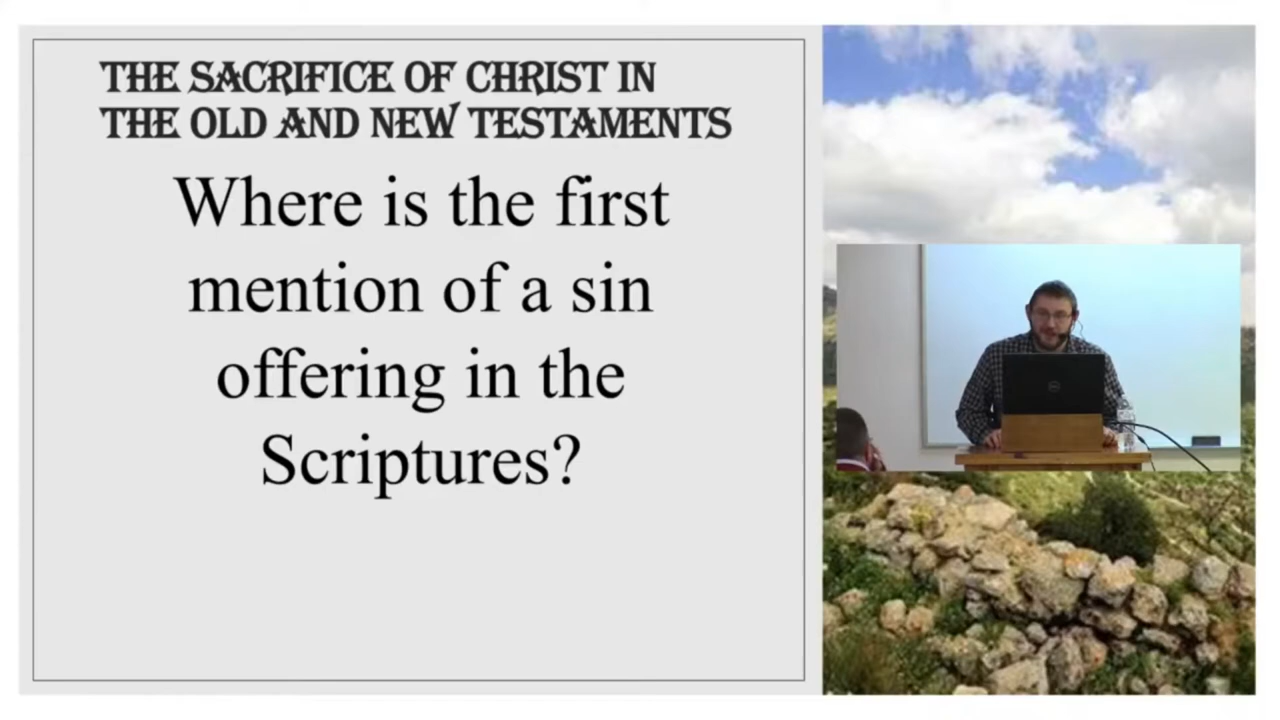 THE SACRIFICE OF CHRIST IN
THE OLD AND NEW TESTAMENTS
Where is the first
mention of a sin
offering in the
Scriptures?